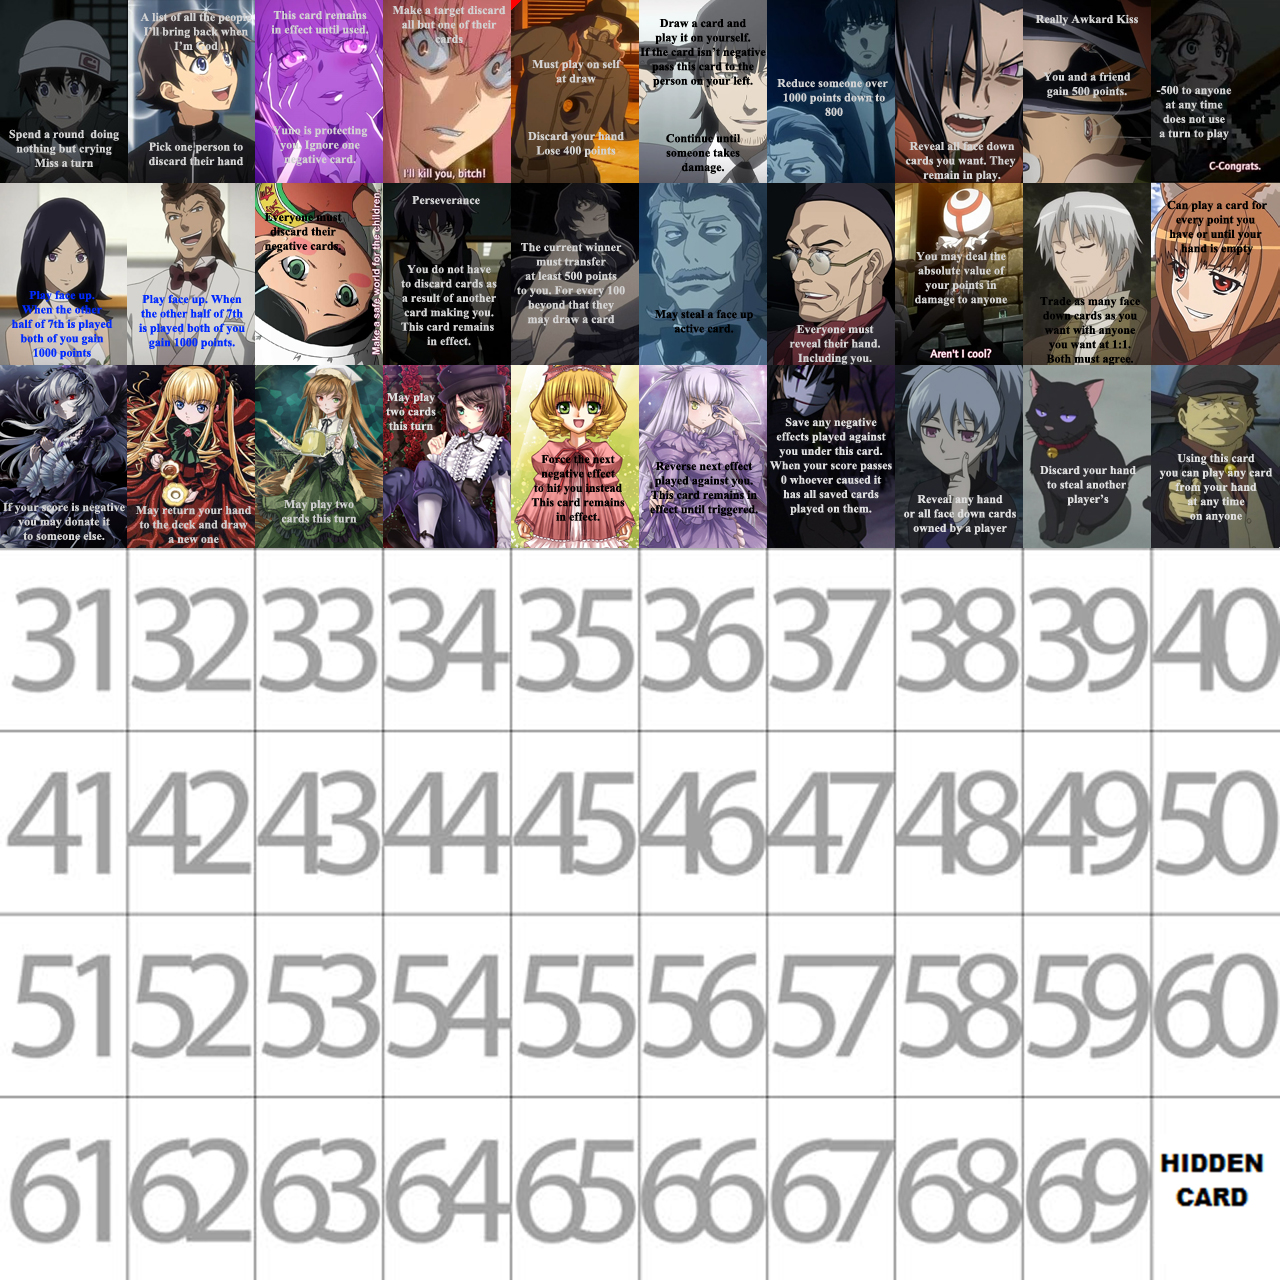 Spend a round doing
nothing but crying
Miss a turn
A list of all the people
I'll bring back when
I'm God
Pick one person to
discard their hand
This card remains
in effect until used.
Yuno is protecting
you. Ignore one
negative card.
Make a target discard
all but one of their
cards
I'll kill you, bitch!
Must play on self
at draw
Discard your hand
Lose 400 points
Draw a card and
play it on yourself.
If the card isn't negative
pass this card to the
person on your left.
Continue until
someone takes
damage.
Reduce someone over
1000 points down to
800
Reveal all face down
cards you want. They
remain in play.
Really Awkard Kiss
You and a friend
gain 500 points.
-500 to anyone
at any time
does not use
a turn to play
C-Congrats.
Play face up.
When the other
half of 7th is played
both of you gain
1000 points
Play face up. When
the other half of 7th
is played both of you
gain 1000 points.
Everyone must
discard their
negative cards.
Make a safe world for the children.
Perseverance
You do not have
to discard cards as
a result of another
card making you.
This card remains
in effect.
The current winner
must transfer
at least 500 points
to you. For every 100
beyond that they
may draw a card
May steal a face up
active card.
Everyone must
reveal their hand.
Including you.
You may deal the
absolute value of
your points in
damage to anyone
Aren't I cool?
Trade as many face
down cards as you
want with anyone
you want at 1:1.
Both must agree.
Can play a card for
every point you
have or until your
hand is empty
If your score is negative
you may donate it
to someone else.
May return your hand
to the deck and draw
a new one
May play two
cards this turn
May play
two cards
this turn
Force the next
negative effect
to hit you instead
This card remains
in effect.
Reverse next effect
played against you.
This card remains in
effect until triggered.
Save any negative
effects played against
you under this card.
When your score passes
0 whoever caused it
has all saved cards
played on them.
Reveal any hand
or all face down cards
owned by a player
Discard your hand
to steal another
player's
Using this card
you can play any card
from your hand
at any time
on anyone
31 32 33 34 35 36 37 38 39 40
41 42 43 44 45 46 47 48 49 50
51 52 53 54 55 56 57 58 59 60
61 62 63 64 65 66 67 68 69
HIDDEN
CARD